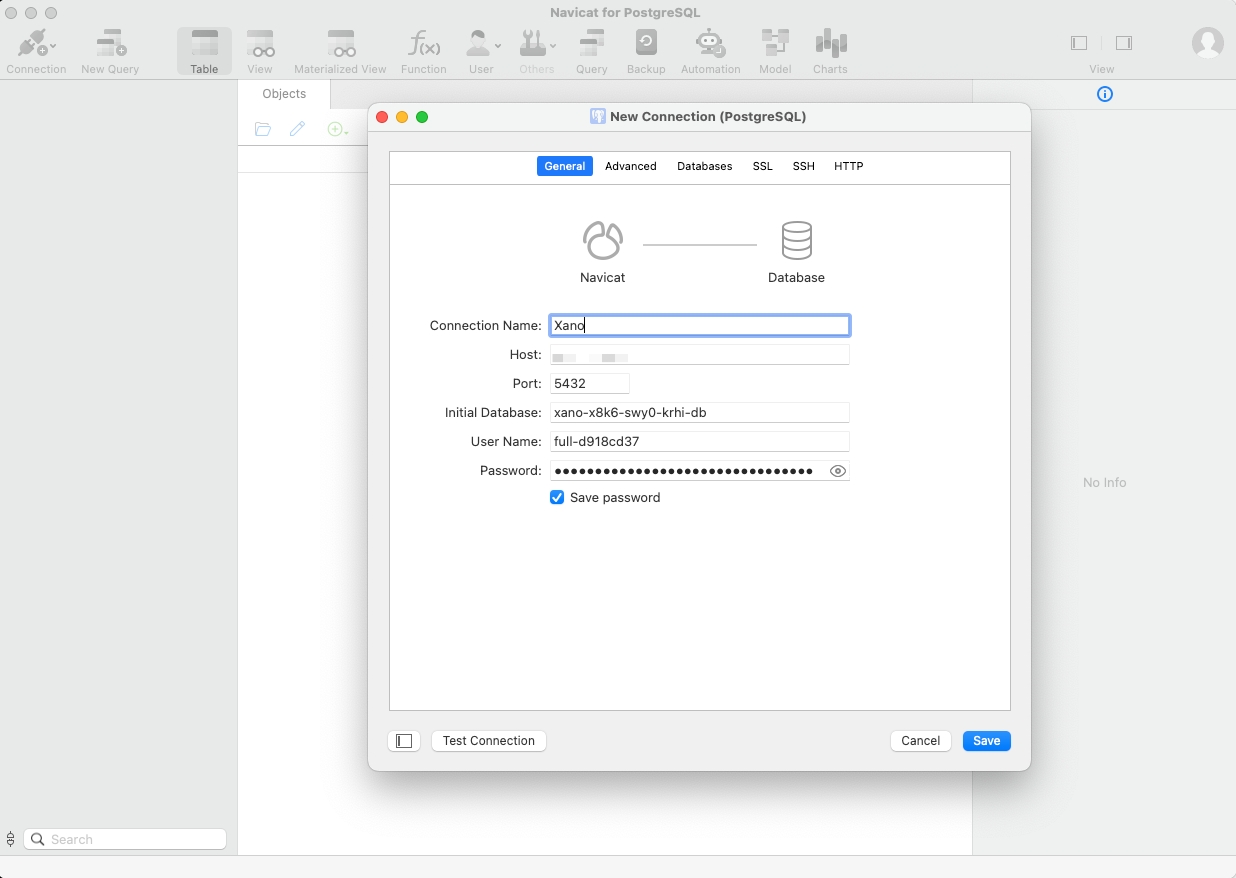 Navicat for PostgreSQL
Connection New Query Table View Materialized View Function User Others Query Backup Automation Model Charts View
Objects
New Connection (PostgreSQL)
General Advanced Databases SSL SSH HTTP
Navicat Database
Connection Name: Xano
Host:
Port: 5432
Initial Database: xano-x8k6-swy0-krhi-db
User Name: full-d918cd37
Password: ••••••••••••••••••••••••••••••••
Save password
No Info
Test Connection Cancel Save
Search